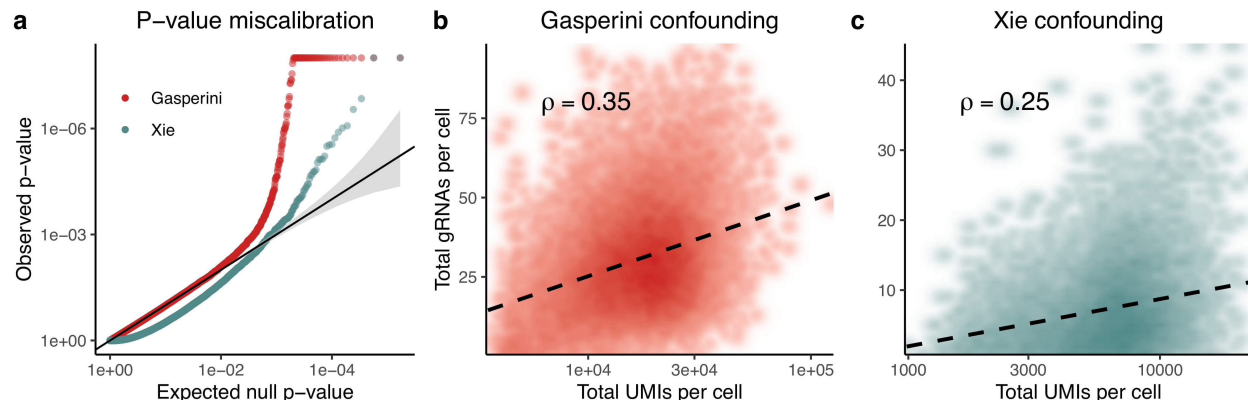 a
P−value miscalibration
Observed p−value
1e−06
1e−03
1e+00
Gasperini
Xie
1e+00
1e−02
1e−04
Expected null p−value
b
Gasperini confounding
Total gRNAs per cell
75
50
25
ρ = 0.35
1e+04
3e+04
1e+05
Total UMIs per cell
c
Xie confounding
40
30
20
10
ρ = 0.25
1000
3000
10000
Total UMIs per cell